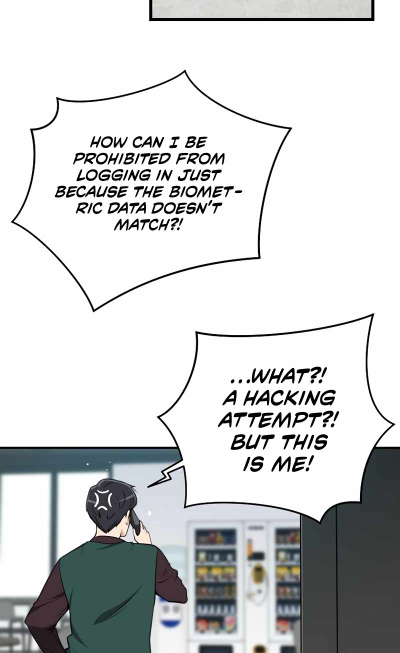 HOW CAN I BE
PROHIBITED FROM
LOGGING IN JUST
BECAUSE THE BIOMET-
RIC DATA DOESN'T
MATCH?!
...WHAT?!
A HACKING
ATTEMPT?!
BUT THIS
IS ME!